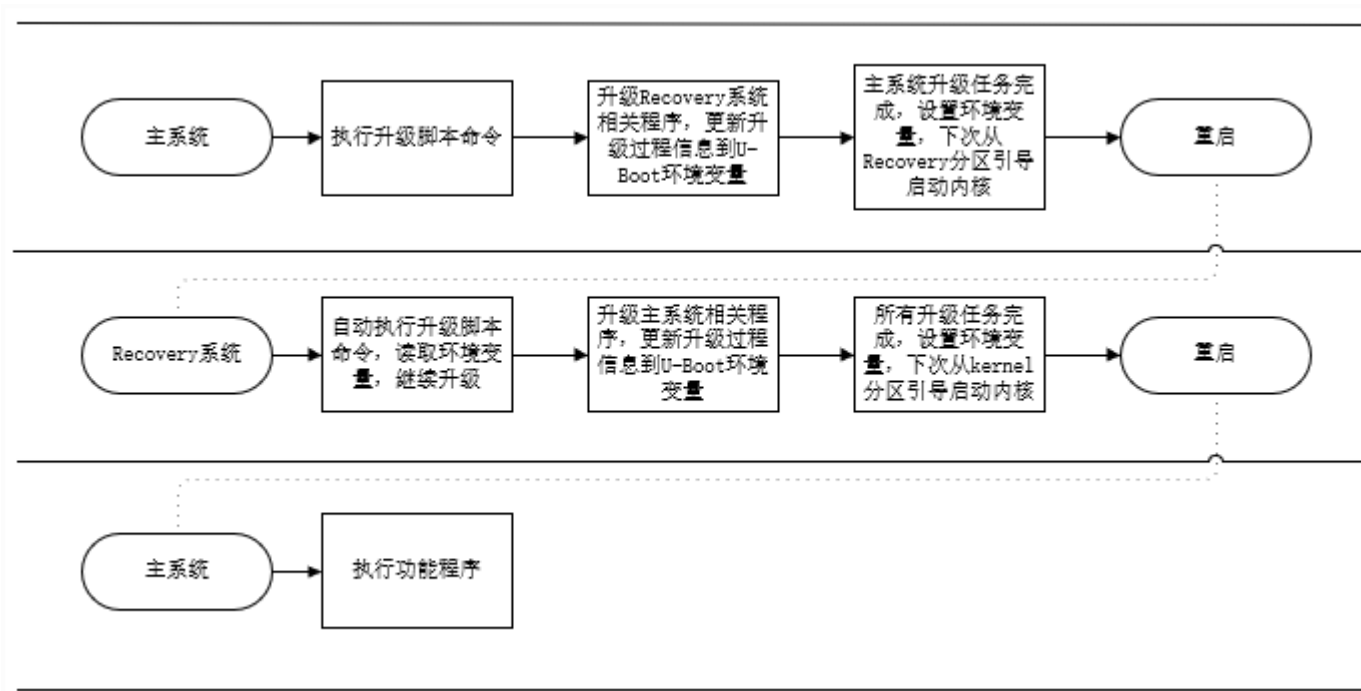 主系统
执行升级脚本命令
升级Recovery系统
相关程序，更新升
级过程信息到U-
Boot环境变量
主系统升级任务完
成，设置环境变
量，下次从
Recovery分区引导
启动内核
重启
Recovery系统
自动执行升级脚本
命令，读取环境变
量，继续升级
升级主系统相关程
序，更新升级过程
信息到U-Boot环境
变量
所有升级任务完
成，设置环境变
量，下次从kernel
分区引导启动内核
重启
主系统
执行功能程序